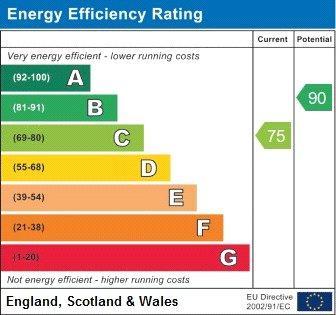 Energy Efficiency Rating
Current Potential
Very energy efficient - lower running costs
(92-100) A
(81-91) B
90
(69-80) C
75
(55-68) D
(39-54) E
(21-38) F
(1-20) G
Not energy efficient - higher running costs
England, Scotland & Wales
EU Directive
2002/91/EC